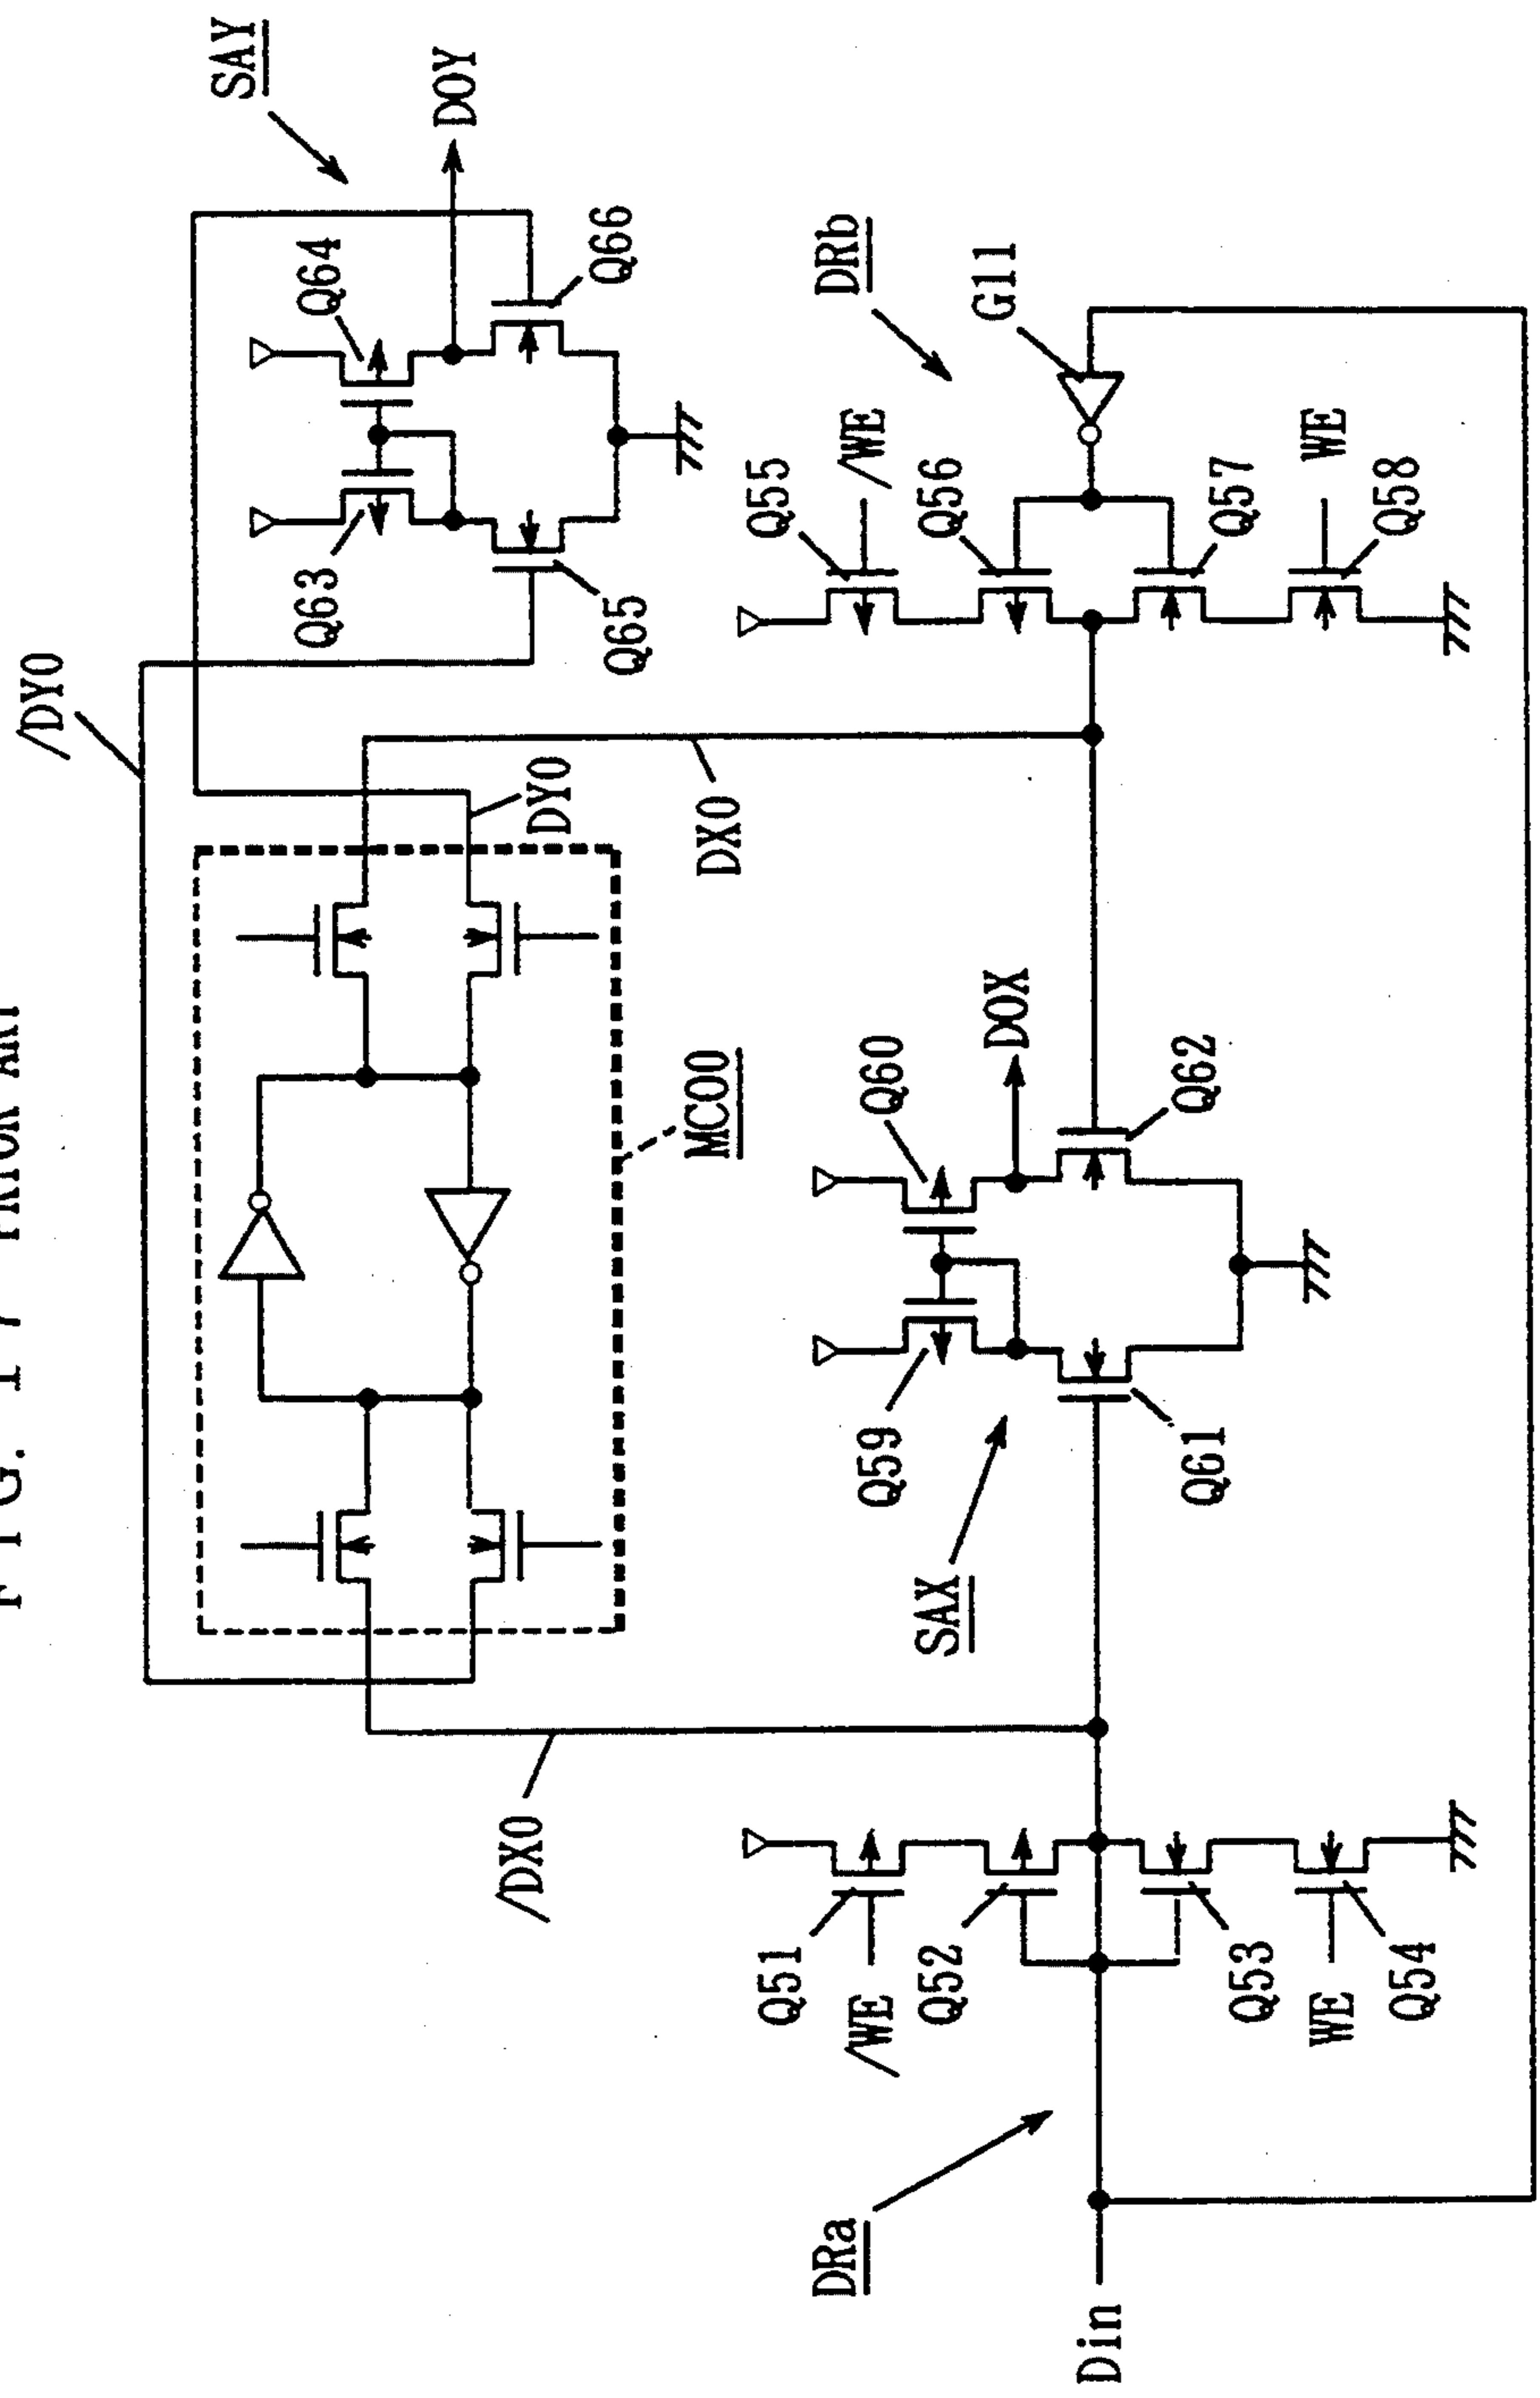 FIG. 17 PRIOR ART
/DY0
SAY
Q63
Q64
DOY
Q65
Q66
DY0
DX0
MC00
/DX0
DRa
Din
Q51
/WE
Q52
Q53
WE
Q54
SAX
Q59
Q60
DOX
Q61
Q62
DRb
Q55
/WE
Q56
G11
Q57
WE
Q58